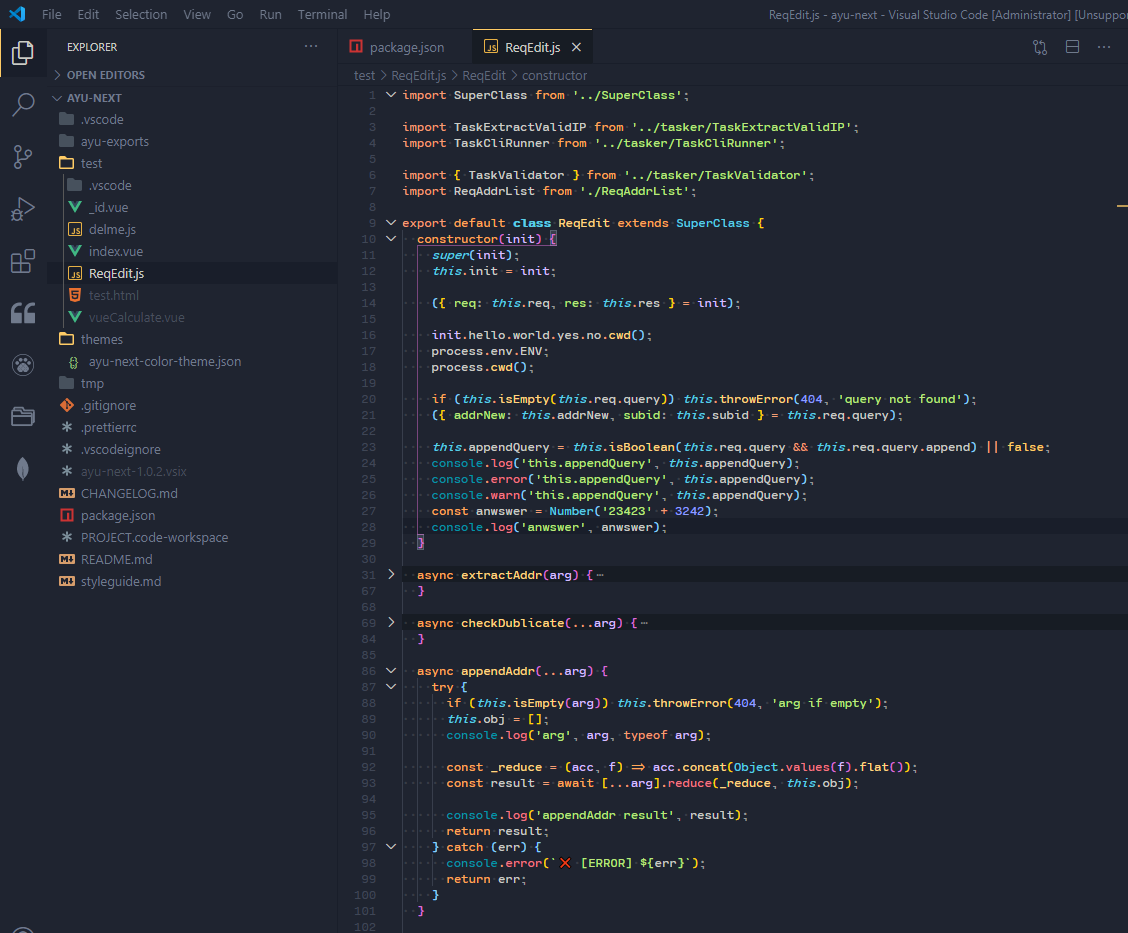 File Edit Selection View Go Run Terminal Help
ReqEdit.js - ayu-next - Visual Studio Code [Administrator] [Unsuppor
EXPLORER
OPEN EDITORS
AYU-NEXT
.vscode
ayu-exports
test
.vscode
_id.vue
delme.js
index.vue
ReqEdit.js
test.html
vueCalculate.vue
themes
ayu-next-color-theme.json
tmp
.gitignore
.prettierrc
.vscodeignore
ayu-next-1.0.2.vsix
CHANGELOG.md
package.json
PROJECT.code-workspace
README.md
styleguide.md
package.json
JS ReqEdit.js
test > ReqEdit.js > ReqEdit > constructor
1 import SuperClass from '../SuperClass';
2
3 import TaskExtractValidIP from '../tasker/TaskExtractValidIP';
4 import TaskCliRunner from '../tasker/TaskCliRunner';
5
6 import { TaskValidator } from '../tasker/TaskValidator';
7 import ReqAddrList from './ReqAddrList';
8
9 export default class ReqEdit extends SuperClass {
10 constructor(init) {
11 super(init);
12 this.init = init;
13
14 ({ req: this.req, res: this.res } = init);
15
16 init.hello.world.yes.no.cwd();
17 process.env.ENV;
18 process.cwd();
19
20 if (this.isEmpty(this.req.query)) this.throwError(404, 'query not found');
21 ({ addrNew: this.addrNew, subid: this.subid } = this.req.query);
22
23 this.appendQuery = this.isBoolean(this.req.query && this.req.query.append) || false;
24 console.log('this.appendQuery', this.appendQuery);
25 console.error('this.appendQuery', this.appendQuery);
26 console.warn('this.appendQuery', this.appendQuery);
27 const anwswer = Number('23423' + 3242);
28 console.log('anwswer', anwswer);
29 }
30
31 async extractAddr(arg) { ⋯
67 }
68
69 async checkDublicate(...arg) { ⋯
84 }
85
86 async appendAddr(...arg) {
87 try {
88 if (this.isEmpty(arg)) this.throwError(404, 'arg if empty');
89 this.obj = [];
90 console.log('arg', arg, typeof arg);
91
92 const _reduce = (acc, f) => acc.concat(Object.values(f).flat());
93 const result = await [...arg].reduce(_reduce, this.obj);
94
95 console.log('appendAddr result', result);
96 return result;
97 } catch (err) {
98 console.error(`❌ [ERROR] ${err}`);
99 return err;
100 }
101 }
102